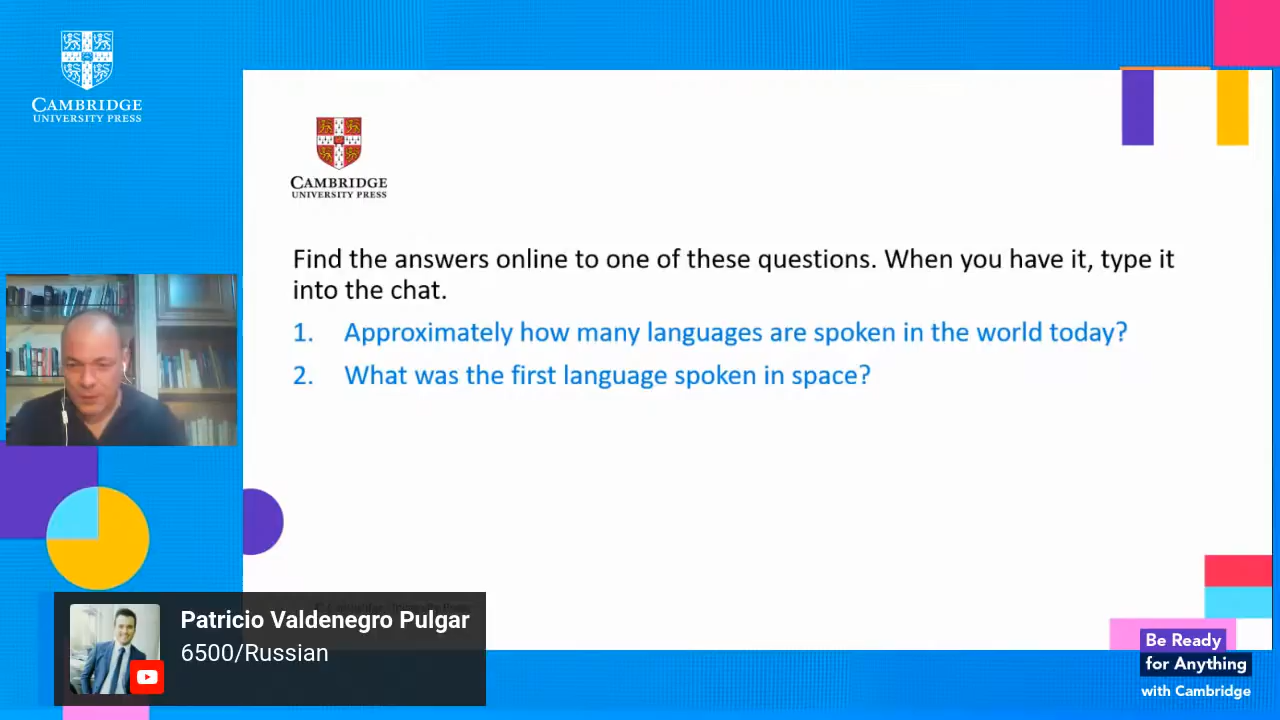 CAMBRIDGE
UNIVERSITY PRESS
CAMBRIDGE
UNIVERSITY PRESS
Find the answers online to one of these questions. When you have it, type it
into the chat.
1. Approximately how many languages are spoken in the world today?
2. What was the first language spoken in space?
Patricio Valdenegro Pulgar
6500/Russian
Be Ready
for Anything
with Cambridge